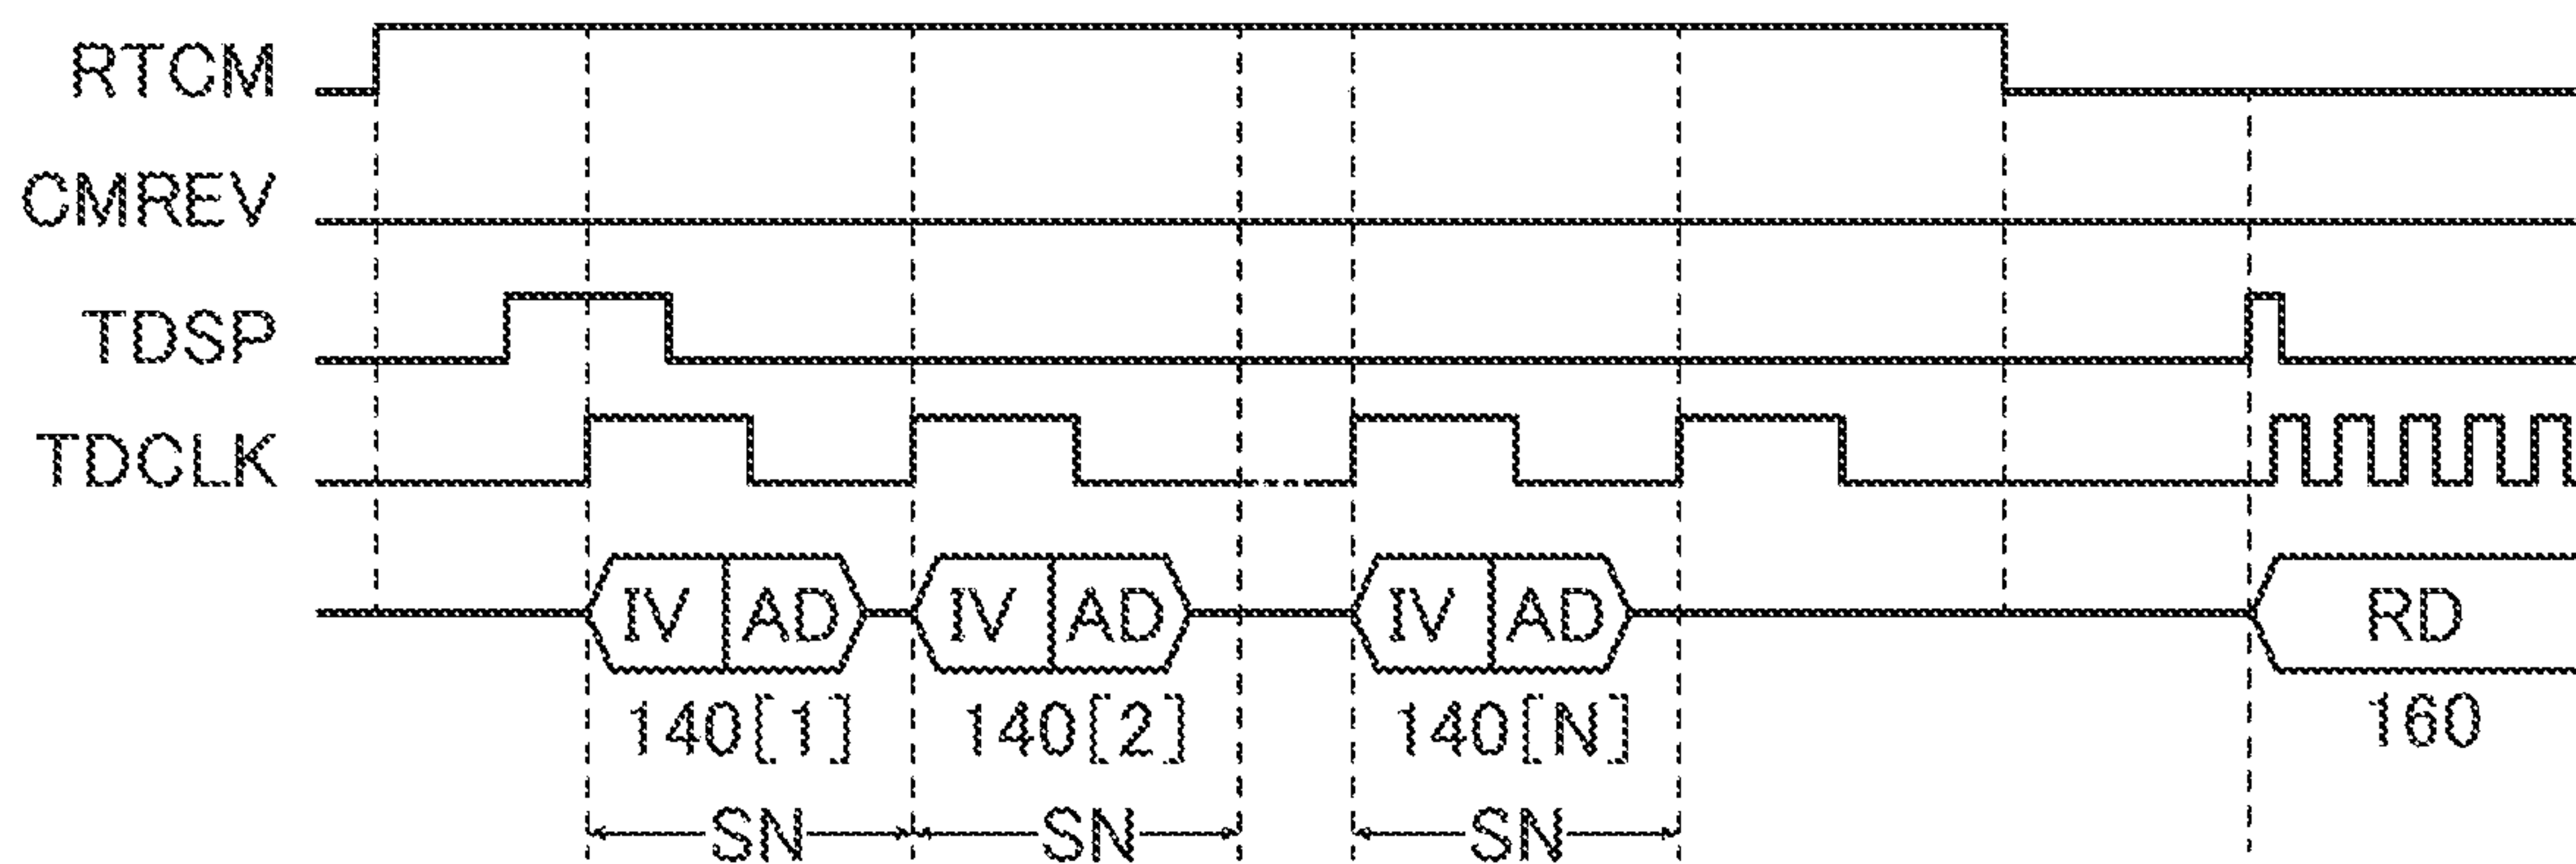 RTCM
CMREV
TDSP
TDCLK
IV AD IV AD IV AD RD
140[1] 140[2] 140[N] 160
SN SN SN